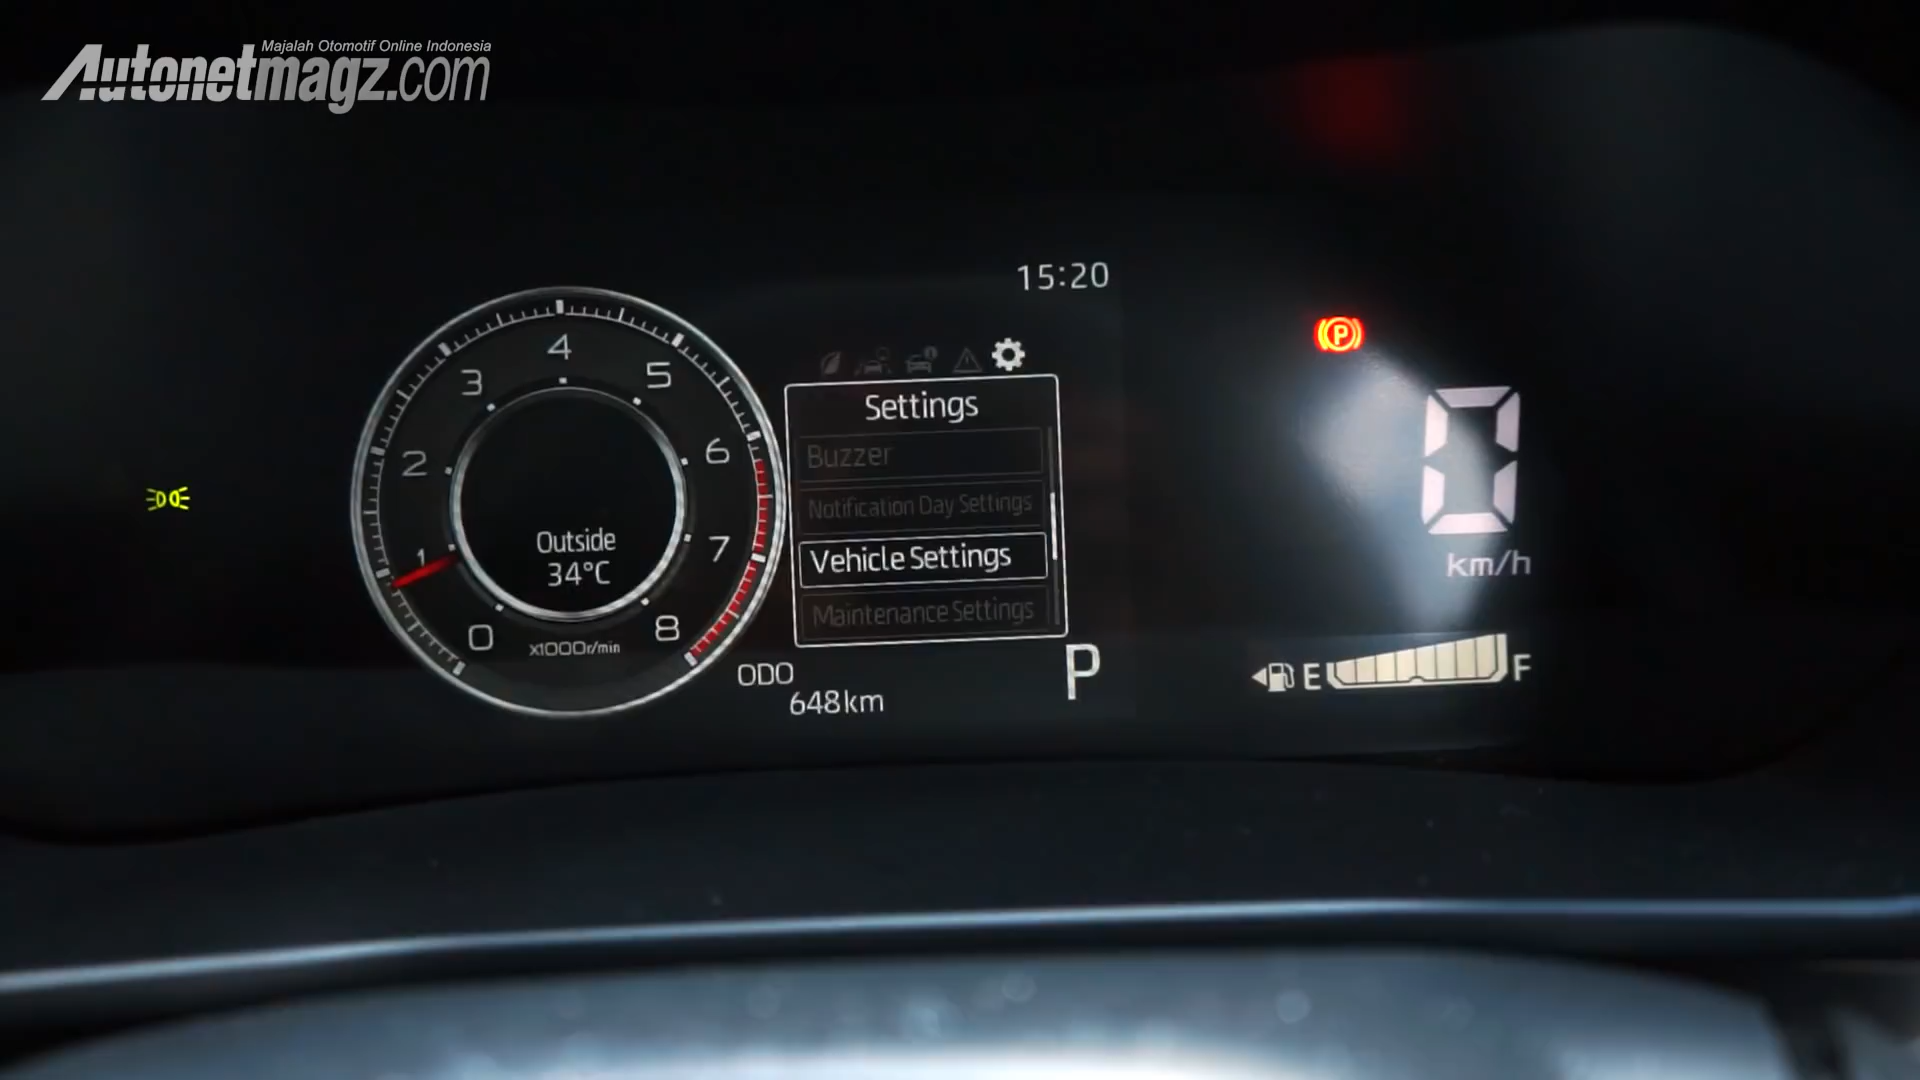 Majalah Otomotif Online Indonesia
Autonetmagz.com
15:20
4
3
5
2
6
1
7
0
8
x1000r/min
Outside
34°C
Settings
Buzzer
Notification Day Settings
Vehicle Settings
Maintenance Settings
ODO
648km
P
P
0
km/h
E
F